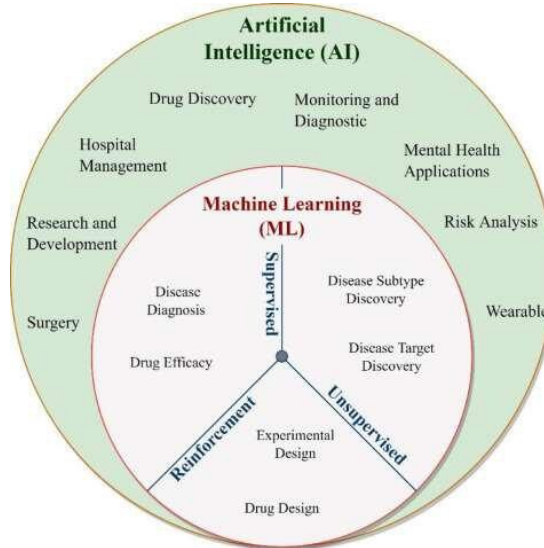 Artificial
Intelligence (AI)
Drug Discovery
Monitoring and
Diagnostic
Hospital
Management
Mental Health
Applications
Research and
Development
Risk Analysis
Surgery
Wearable
Machine Learning
(ML)
Supervised
Disease
Diagnosis
Drug Efficacy
Disease Subtype
Discovery
Disease Target
Discovery
Reinforcement
Unsupervised
Experimental
Design
Drug Design